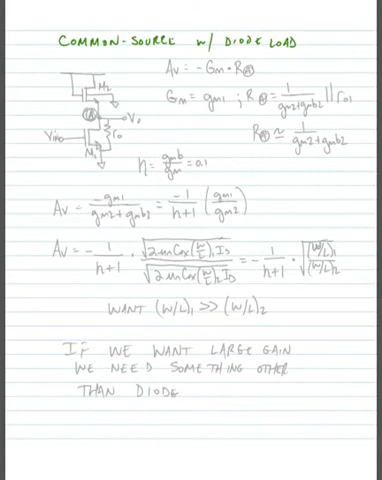 COMMON-SOURCE w/ DIODE LOAD
Av = -Gm · RⒶ
Gm = gm1 ; RⒶ = 1/(gm2+gmb2) || ro1
RⒶ ≃ 1/(gm2+gmb2)
M2
Ⓐ
Vo
ro
VIN
M1
η = gmb/gm = 0.1
Av = -gm1/(gm2+gmb2) = -1/(η+1) (gm1/gm2)
Av = - 1/(η+1) · √(2µnCox(W/L)1 ID)/√(2µnCox(W/L)2 ID) = - 1/(η+1) · √((W/L)1/(W/L)2)
WANT (W/L)1 >> (W/L)2
IF WE WANT LARGE GAIN
WE NEED SOMETHING OTHER
THAN DIODE